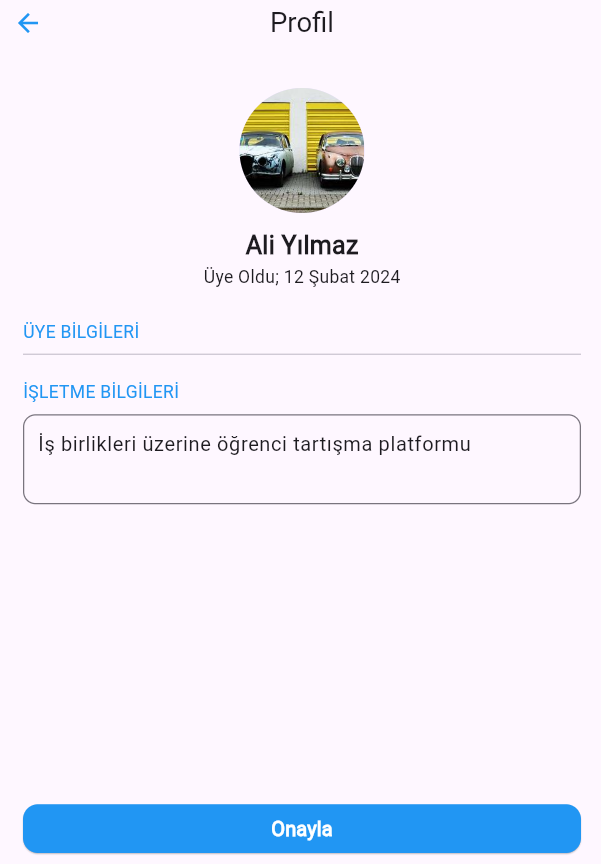 Profil
Ali Yılmaz
Üye Oldu; 12 Şubat 2024
ÜYE BİLGİLERİ
İŞLETME BİLGİLERİ
İş birlikleri üzerine öğrenci tartışma platformu
Onayla